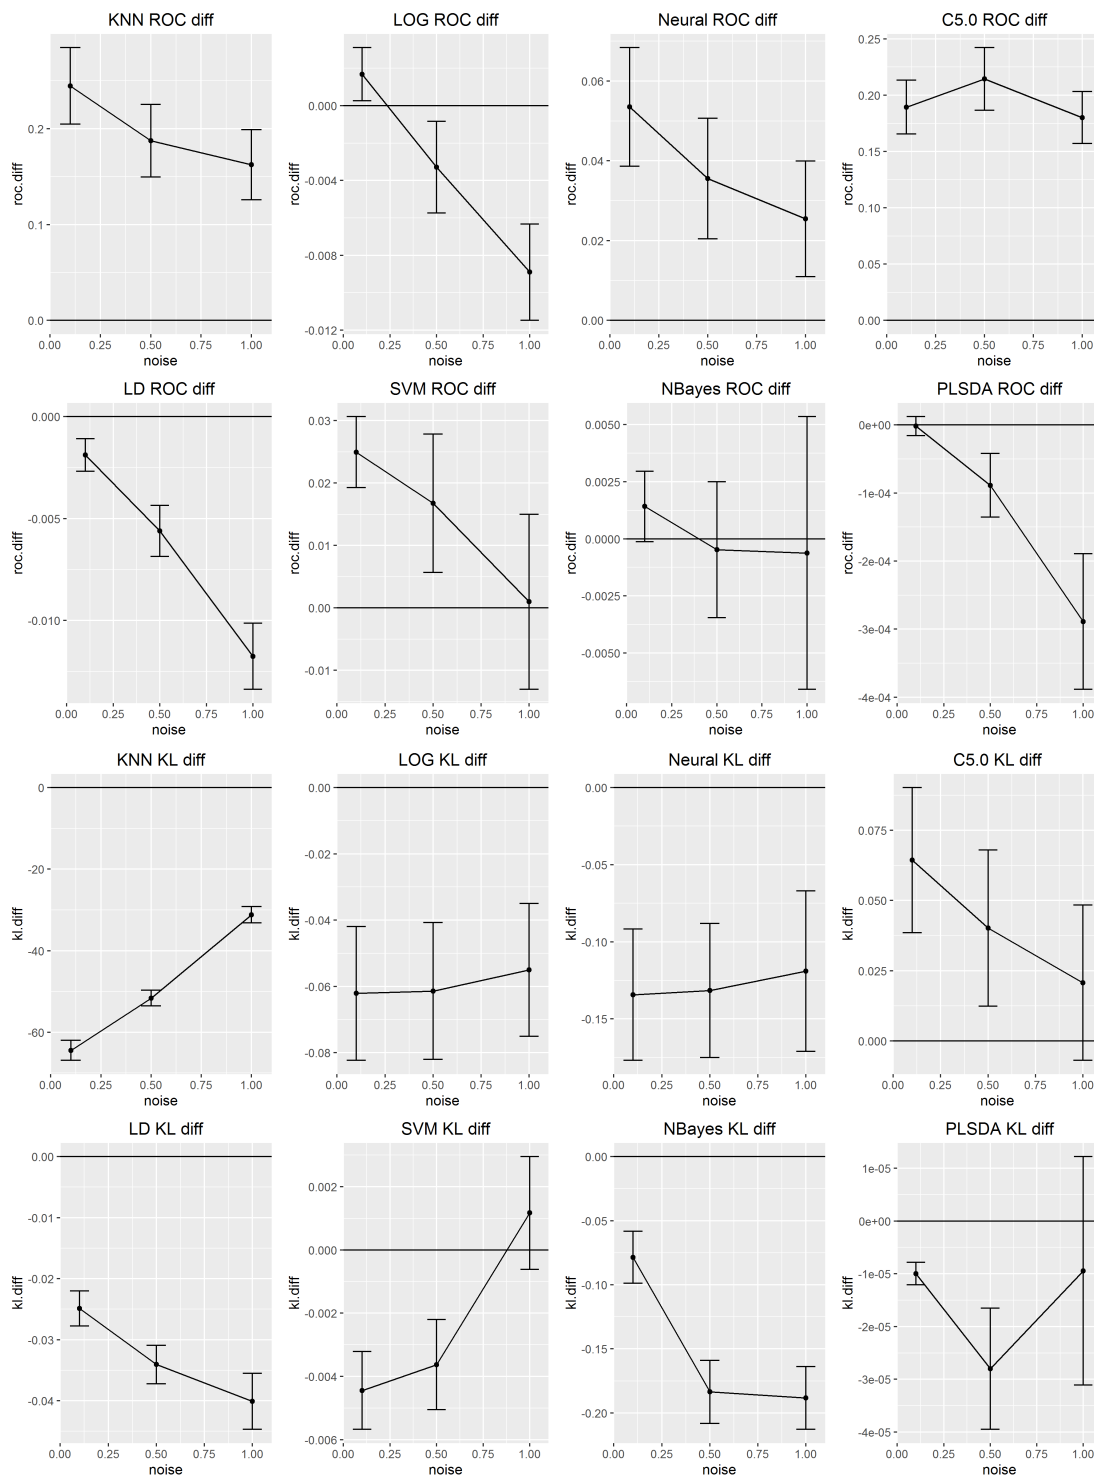 KNN ROC diff
roc.diff
0.2
0.1
0.0
0.00 0.25 0.50 0.75 1.00
noise
LOG ROC diff
roc.diff
0.000
-0.004
-0.008
-0.012
0.00 0.25 0.50 0.75 1.00
noise
Neural ROC diff
roc.diff
0.06
0.04
0.02
0.00
0.00 0.25 0.50 0.75 1.00
noise
C5.0 ROC diff
roc.diff
0.25
0.20
0.15
0.10
0.05
0.00
0.00 0.25 0.50 0.75 1.00
noise
LD ROC diff
roc.diff
0.000
-0.005
-0.010
0.00 0.25 0.50 0.75 1.00
noise
SVM ROC diff
roc.diff
0.03
0.02
0.01
0.00
-0.01
0.00 0.25 0.50 0.75 1.00
noise
NBayes ROC diff
roc.diff
0.0050
0.0025
0.0000
-0.0025
-0.0050
0.00 0.25 0.50 0.75 1.00
noise
PLSDA ROC diff
roc.diff
0e+00
-1e-04
-2e-04
-3e-04
-4e-04
0.00 0.25 0.50 0.75 1.00
noise
KNN KL diff
kl.diff
0
-20
-40
-60
0.00 0.25 0.50 0.75 1.00
noise
LOG KL diff
kl.diff
0.00
-0.02
-0.04
-0.06
-0.08
0.00 0.25 0.50 0.75 1.00
noise
Neural KL diff
kl.diff
0.00
-0.05
-0.10
-0.15
0.00 0.25 0.50 0.75 1.00
noise
C5.0 KL diff
kl.diff
0.075
0.050
0.025
0.000
0.00 0.25 0.50 0.75 1.00
noise
LD KL diff
kl.diff
0.00
-0.01
-0.02
-0.03
-0.04
0.00 0.25 0.50 0.75 1.00
noise
SVM KL diff
kl.diff
0.002
0.000
-0.002
-0.004
-0.006
0.00 0.25 0.50 0.75 1.00
noise
NBayes KL diff
kl.diff
0.00
-0.05
-0.10
-0.15
-0.20
0.00 0.25 0.50 0.75 1.00
noise
PLSDA KL diff
kl.diff
1e-05
0e+00
-1e-05
-2e-05
-3e-05
-4e-05
0.00 0.25 0.50 0.75 1.00
noise